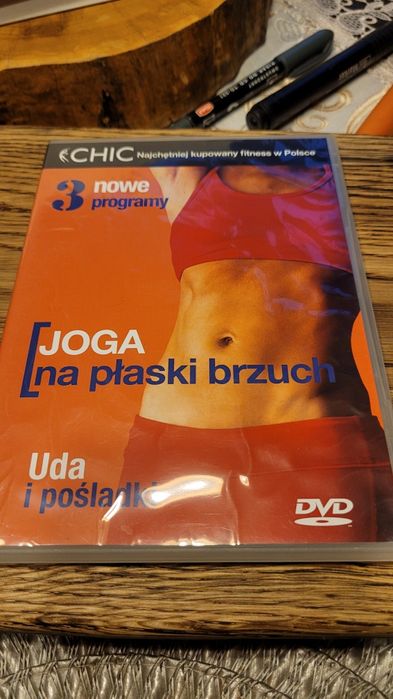 CHIC Najchętniej kupowany fitness w Polsce
3 nowe
programy
JOGA
na płaski brzuch
Uda
i pośladki
DVD